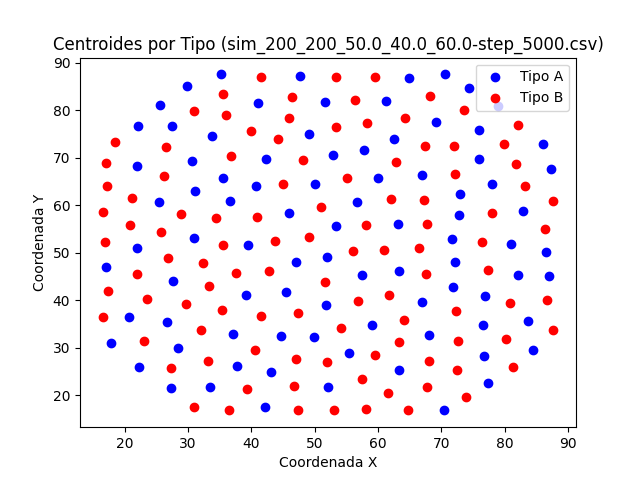 Centroides por Tipo (sim_200_200_50.0_40.0_60.0-step_5000.csv)
Tipo A
Tipo B
90
80
70
60
50
40
30
20
Coordenada Y
20 30 40 50 60 70 80 90
Coordenada X